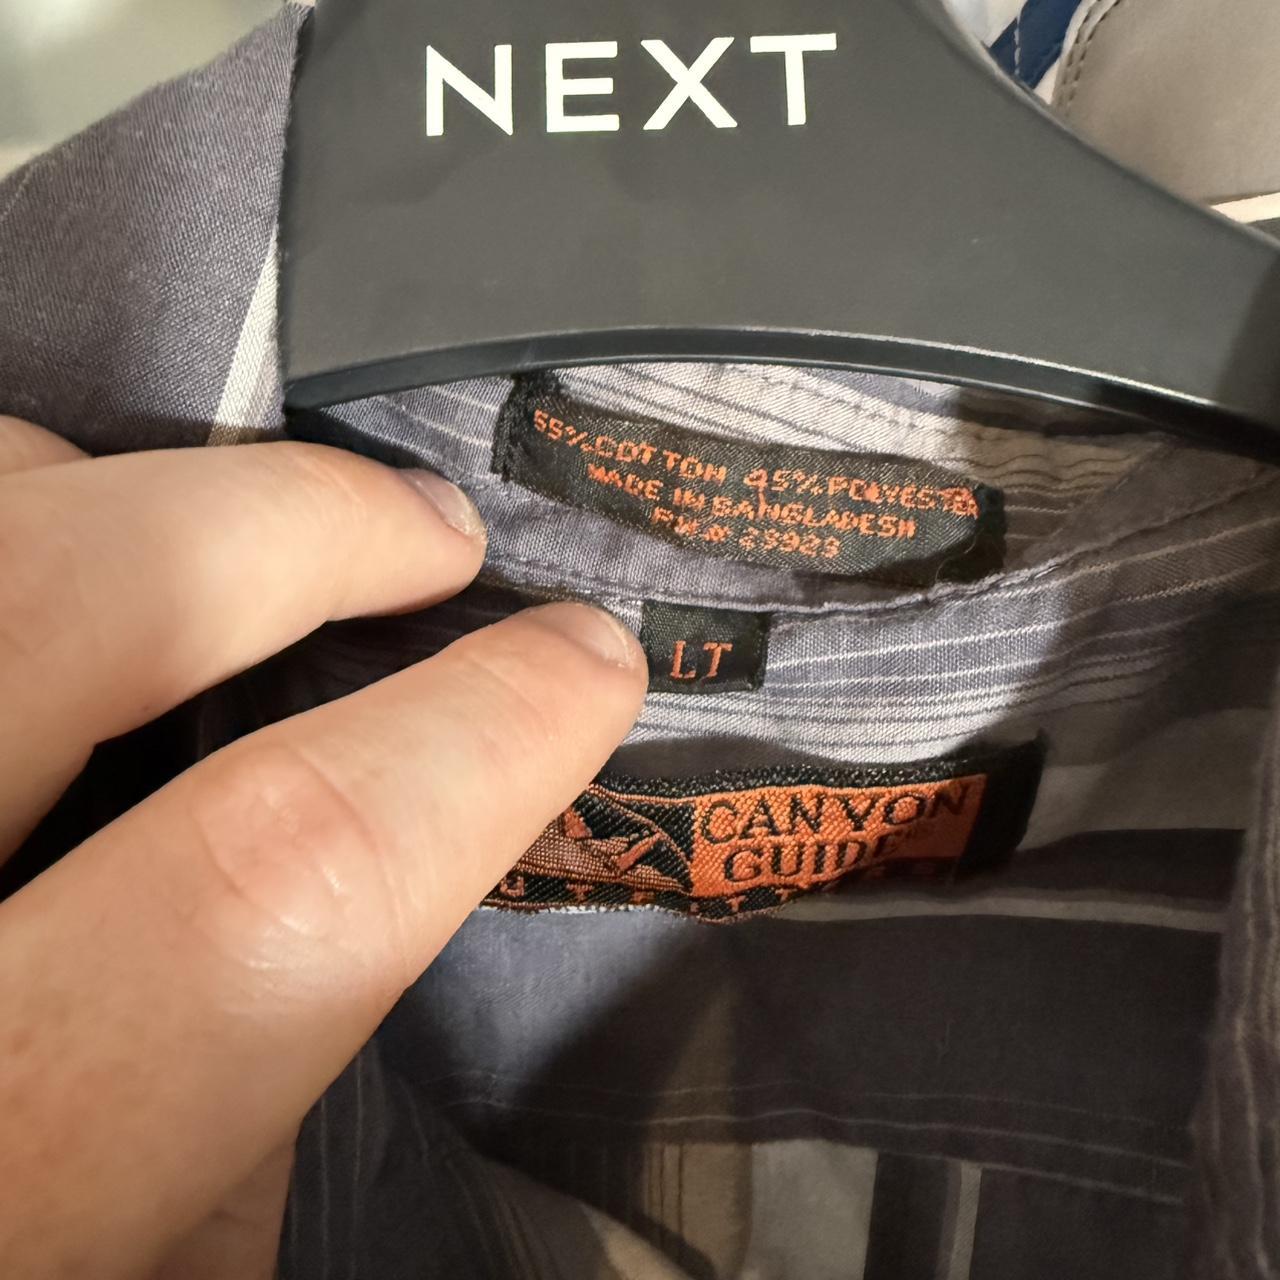 NEXT
55% COTTON 45% POLYESTER
MADE IN BANGLADESH
RN# 23923
LT
CANYON
GUIDE